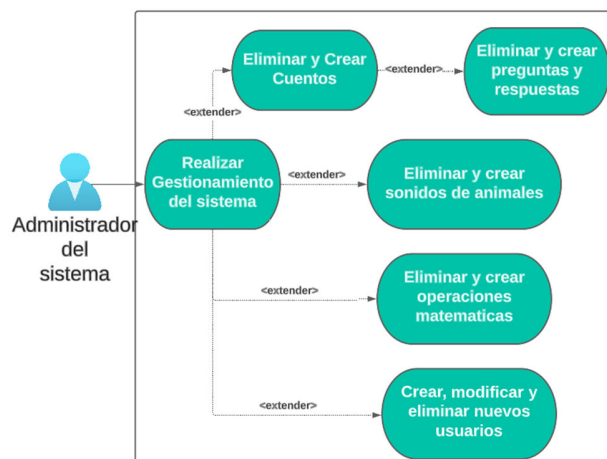 Eliminar y Crear
Cuentos
<extender>
Eliminar y crear
preguntas y
respuestas
<extender>
Realizar
Gestionamiento
del sistema
<extender>
Eliminar y crear
sonidos de animales
Administrador
del
sistema
<extender>
Eliminar y crear
operaciones
matematicas
<extender>
Crear, modificar y
eliminar nuevos
usuarios